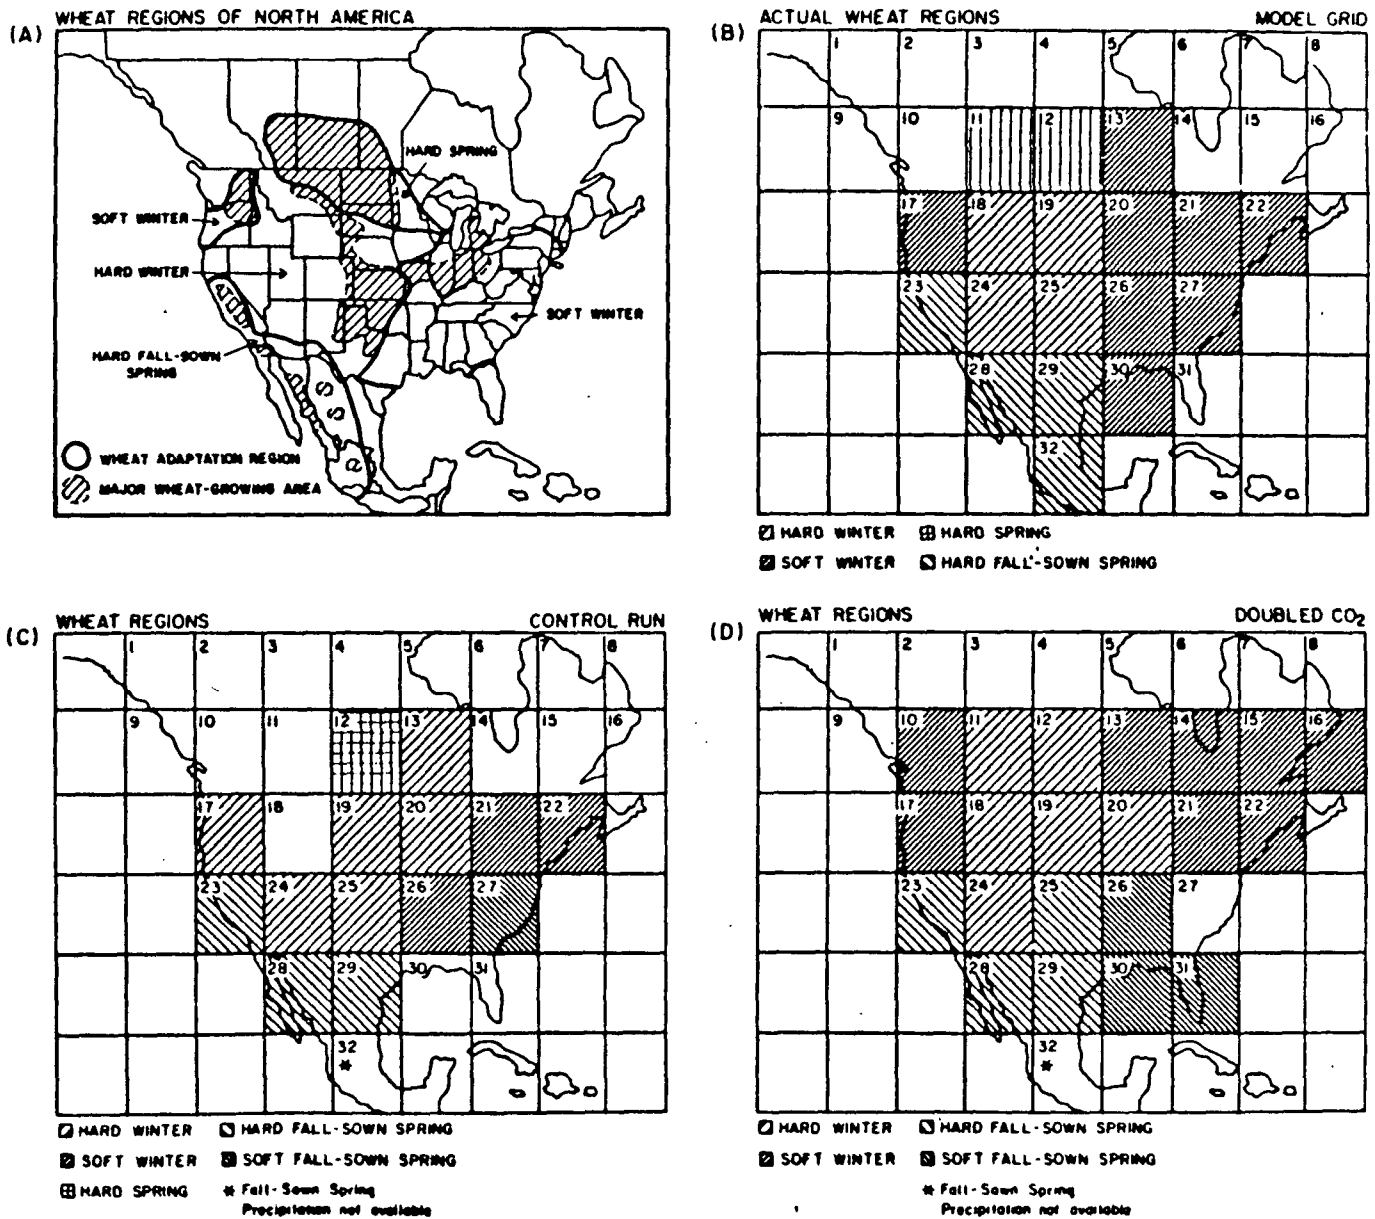 (A)
WHEAT REGIONS OF NORTH AMERICA
HARD SPRING
SOFT WINTER
HARD WINTER
SOFT WINTER
HARD FALL-SOWN
SPRING
WHEAT ADAPTATION REGION
MAJOR WHEAT-GROWING AREA
(B)
ACTUAL WHEAT REGIONS MODEL GRID
1 2 3 4 5 6 7 8
9 10 11 12 13 14 15 16
17 18 19 20 21 22
23 24 25 26 27
28 29 30 31
32
HARD WINTER HARD SPRING
SOFT WINTER HARD FALL-SOWN SPRING
(C)
WHEAT REGIONS CONTROL RUN
1 2 3 4 5 6 7 8
9 10 11 12 13 14 15 16
17 18 19 20 21 22
23 24 25 26 27
28 29 30 31
32
*
HARD WINTER HARD FALL-SOWN SPRING
SOFT WINTER SOFT FALL-SOWN SPRING
HARD SPRING * Fall-Sown Spring
Precipitation not available
(D)
WHEAT REGIONS DOUBLED CO2
1 2 3 4 5 6 7 8
9 10 11 12 13 14 15 16
17 18 19 20 21 22
23 24 25 26 27
28 29 30 31
32
*
HARD WINTER HARD FALL-SOWN SPRING
SOFT WINTER SOFT FALL-SOWN SPRING
* Fall-Sown Spring
Precipitation not available